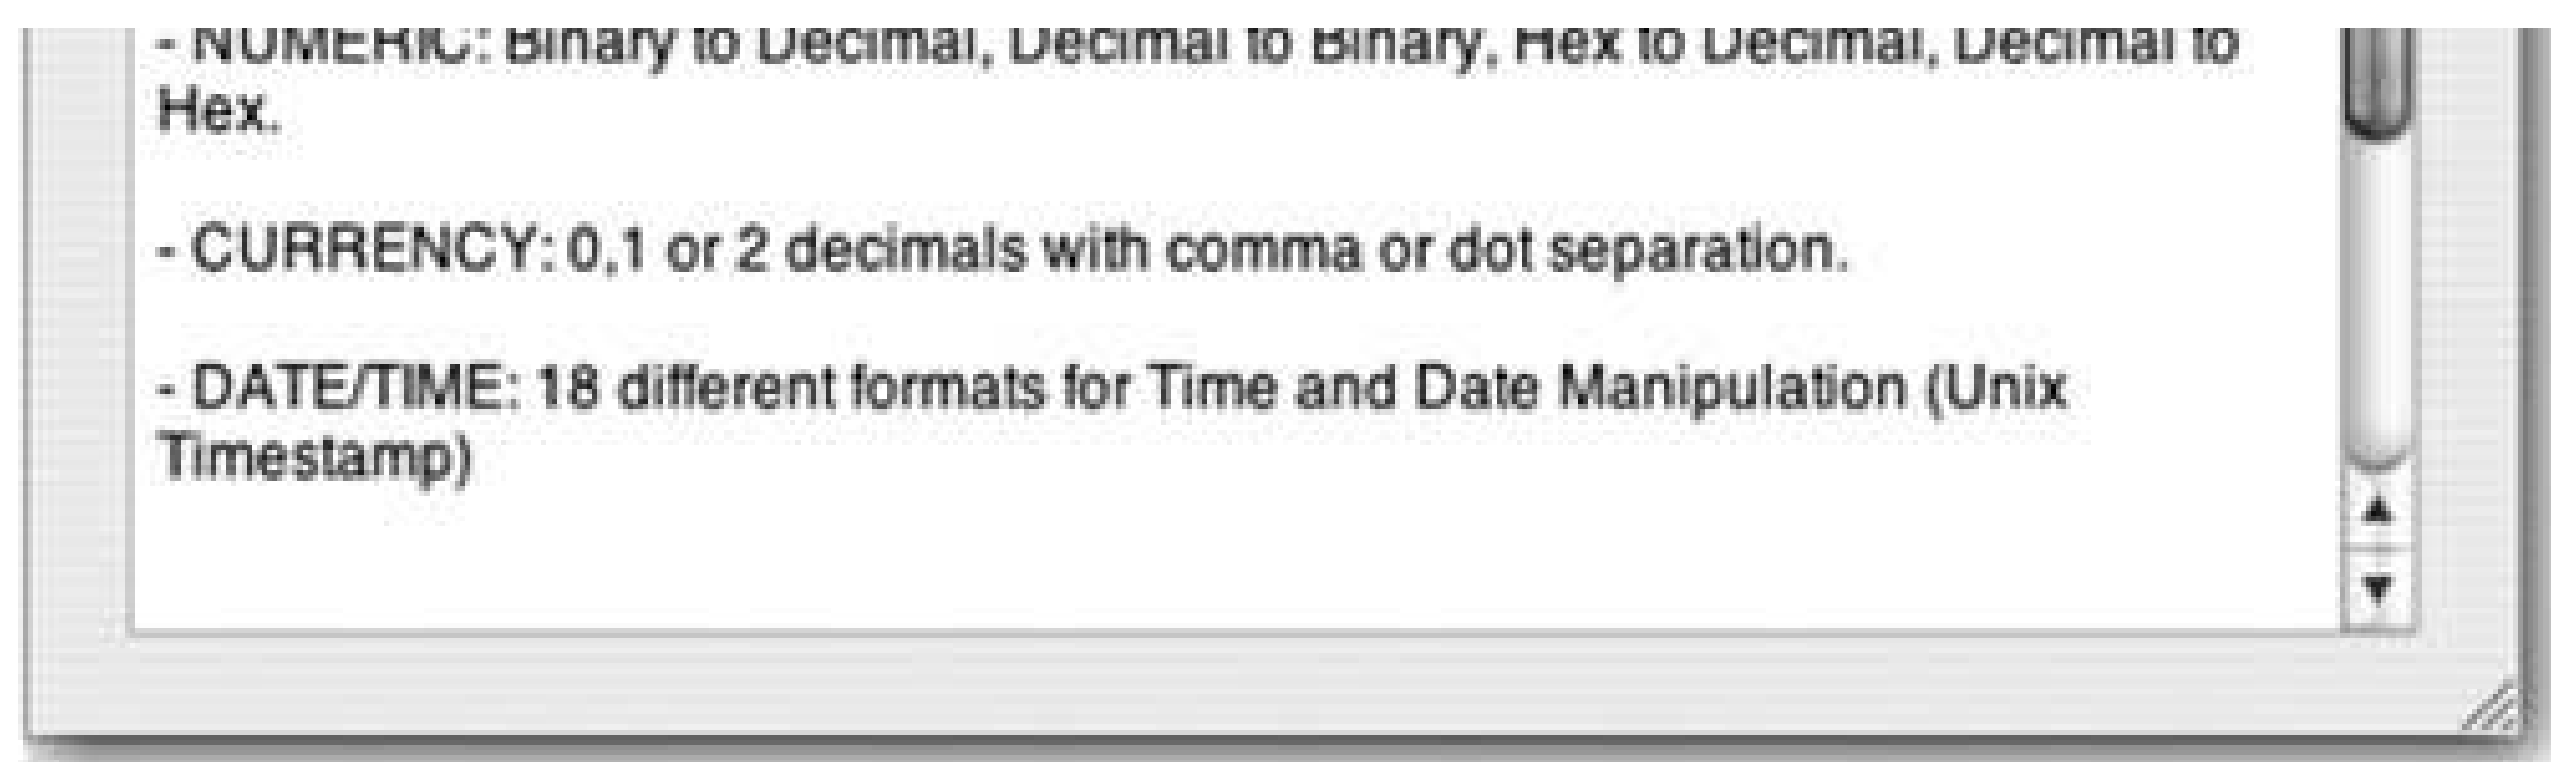 - NUMERIC: Binary to Decimal, Decimal to Binary, Hex to Decimal, Decimal to
Hex.
- CURRENCY: 0,1 or 2 decimals with comma or dot separation.
- DATE/TIME: 18 different formats for Time and Date Manipulation (Unix
Timestamp)